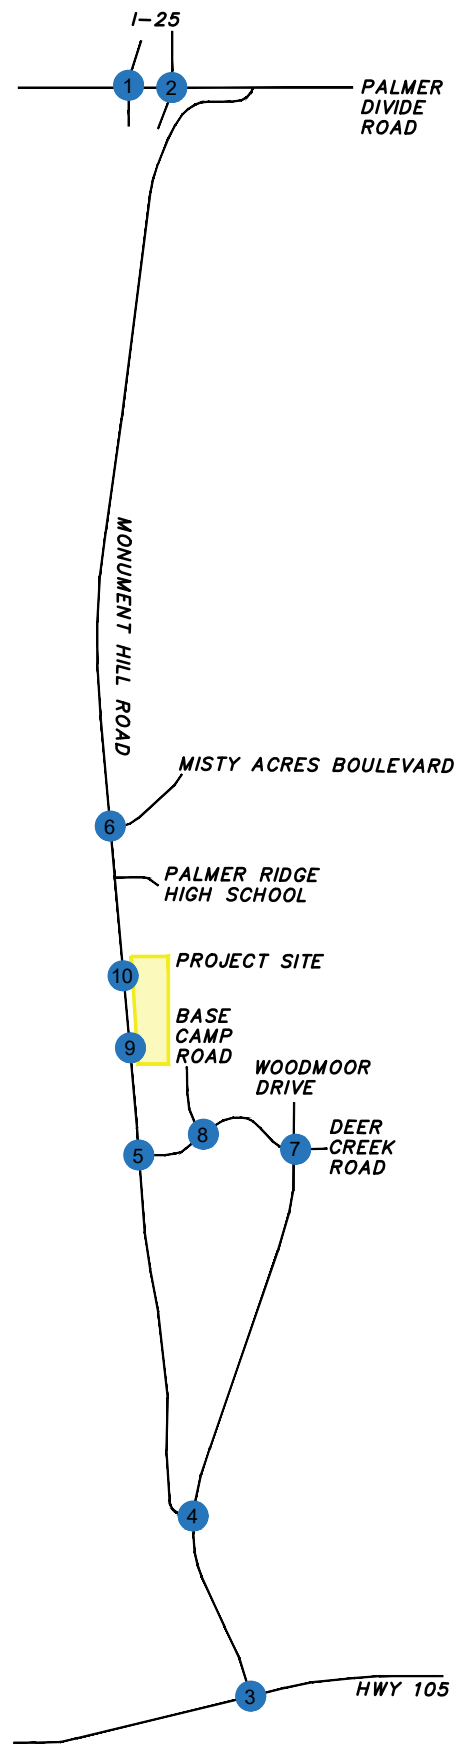 I-25
1
2
PALMER
DIVIDE
ROAD
MONUMENT HILL ROAD
MISTY ACRES BOULEVARD
6
PALMER RIDGE
HIGH SCHOOL
PROJECT SITE
10
BASE
CAMP
ROAD
9
WOODMOOR
DRIVE
8
DEER
CREEK
ROAD
7
5
4
HWY 105
3